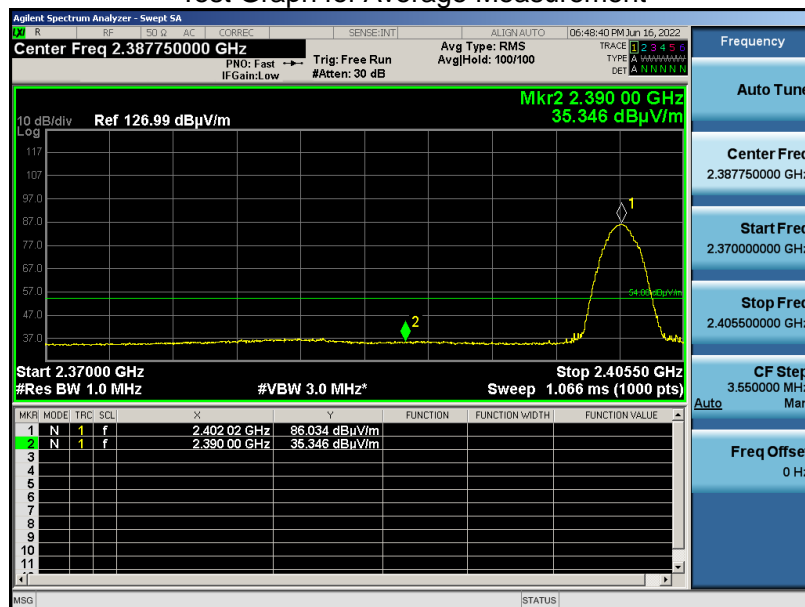 Test Graph for Average Measurement
Agilent Spectrum Analyzer - Swept SA
LXI R RF 50 Ω AC CORREC SENSE:INT ALIGN AUTO 06:48:40 PM Jun 16, 2022
Center Freq 2.387750000 GHz
PNO: Fast
IFGain:Low
Trig: Free Run
#Atten: 30 dB
Avg Type: RMS
Avg|Hold: 100/100
TRACE 1 2 3 4 5 6
TYPE A
DET A N N N N N
Mkr2 2.390 00 GHz
35.346 dBµV/m
10 dB/div Ref 126.99 dBµV/m
Log
117
107
97.0
87.0
77.0
67.0
57.0
47.0
37.0
1
2
54.00 dBµV/m
Start 2.37000 GHz Stop 2.40550 GHz
#Res BW 1.0 MHz #VBW 3.0 MHz* Sweep 1.066 ms (1000 pts)
MKR MODE TRC SCL X Y FUNCTION FUNCTION WIDTH FUNCTION VALUE
1 N 1 f 2.402 02 GHz 86.034 dBµV/m
2 N 1 f 2.390 00 GHz 35.346 dBµV/m
3
4
5
6
7
8
9
10
11
MSG STATUS
Frequency
Auto Tune
Center Freq
2.387750000 GHz
Start Freq
2.370000000 GHz
Stop Freq
2.405500000 GHz
CF Step
3.550000 MHz
Auto Man
Freq Offset
0 Hz